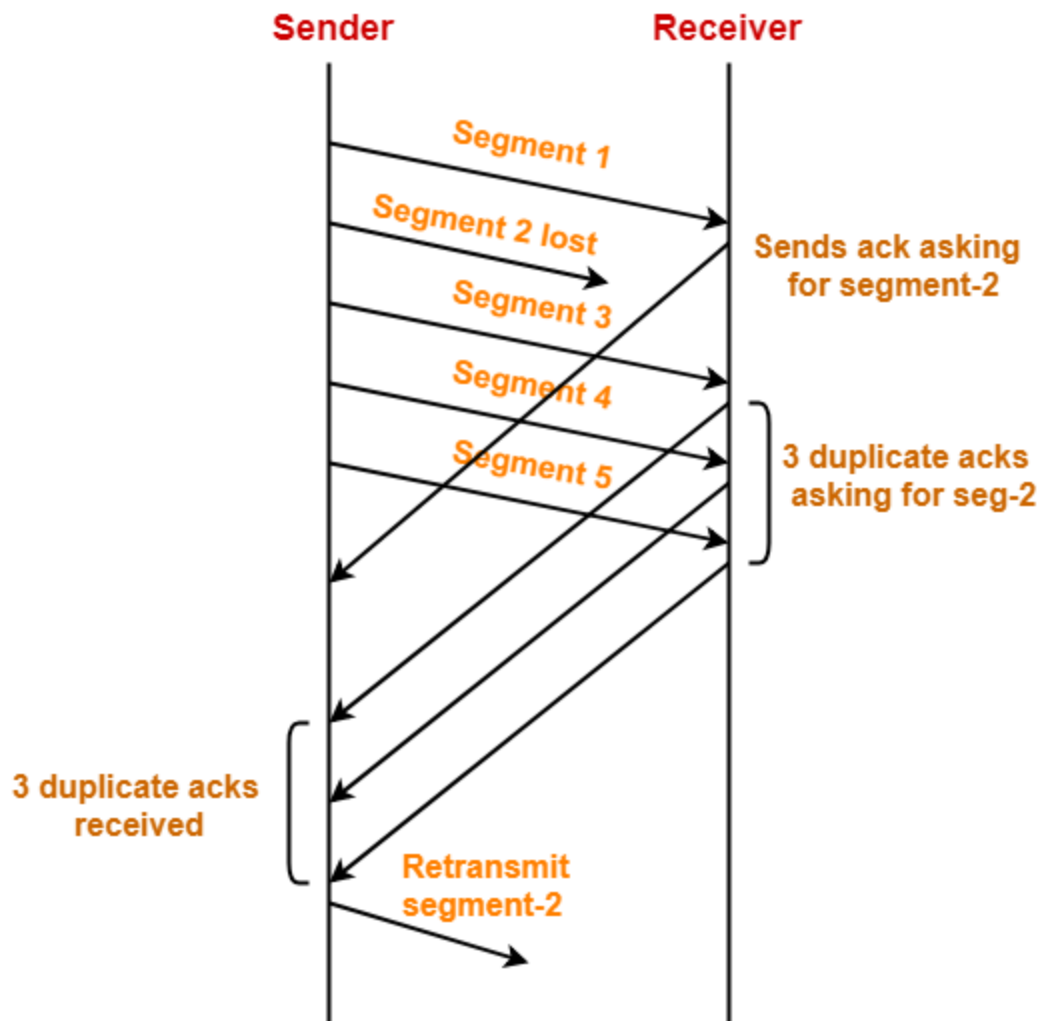 Sender
Receiver
Segment 1
Segment 2 lost
Sends ack asking
for segment-2
Segment 3
Segment 4
Segment 5
3 duplicate acks
asking for seg-2
3 duplicate acks
received
Retransmit
segment-2